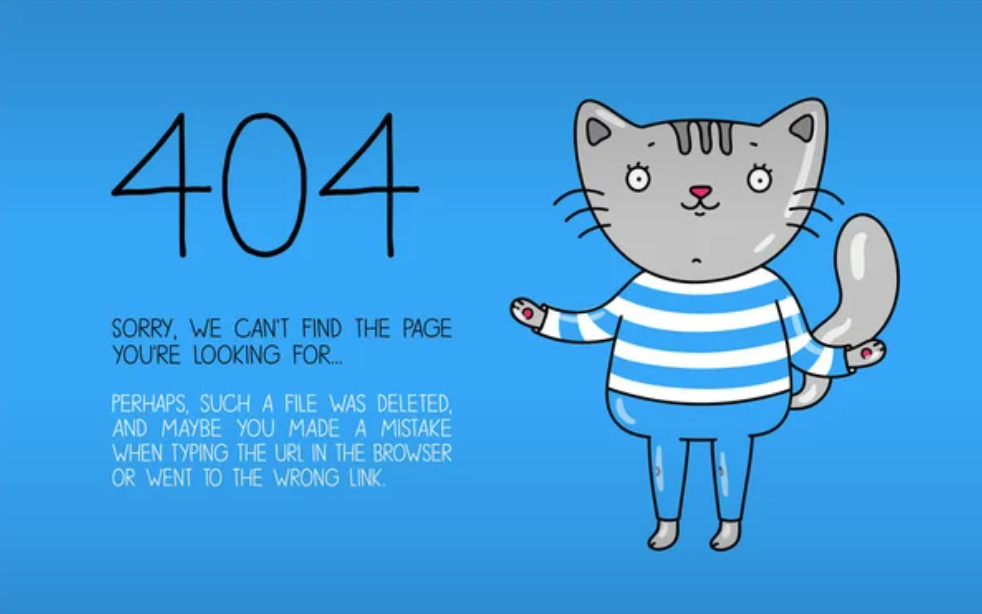 404
SORRY, WE CAN'T FIND THE PAGE
YOU'RE LOOKING FOR...
PERHAPS, SUCH A FILE WAS DELETED,
AND MAYBE YOU MADE A MISTAKE
WHEN TYPING THE URL IN THE BROWSER
OR WENT TO THE WRONG LINK.